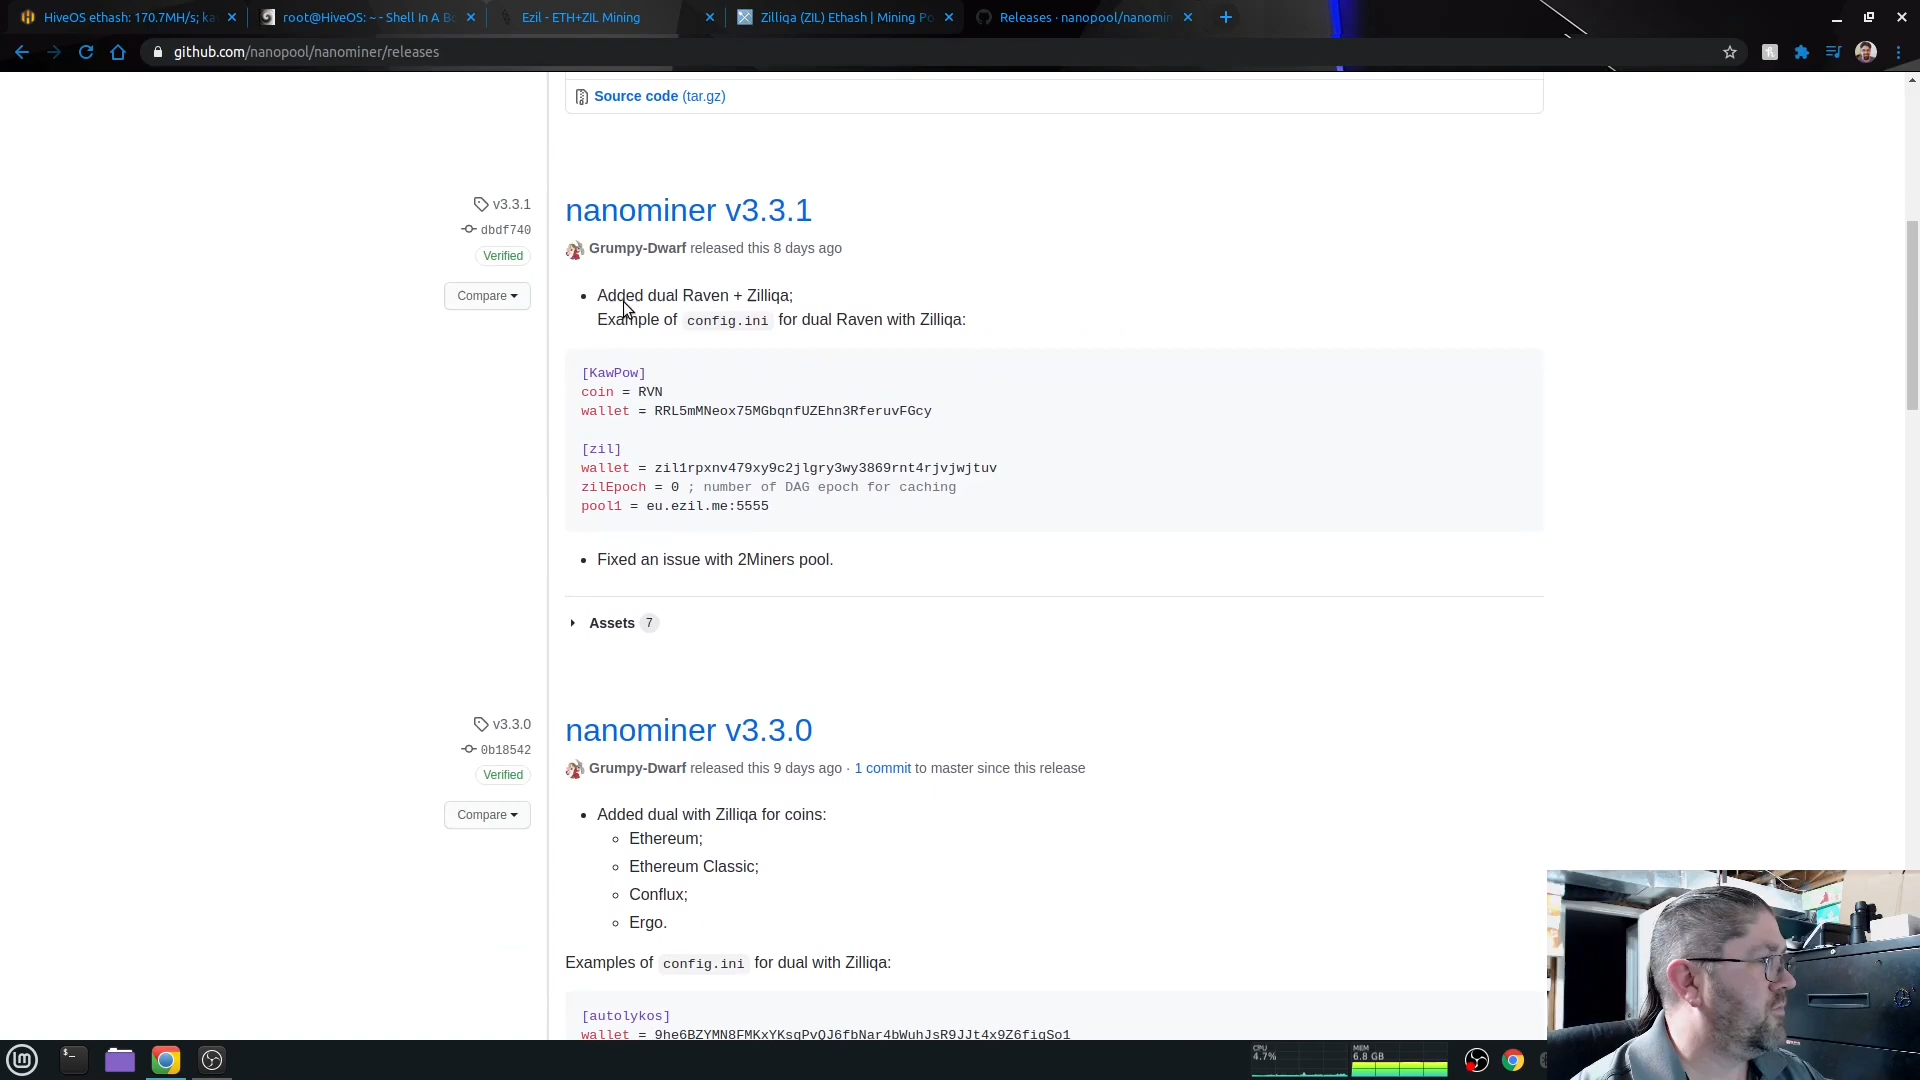 HiveOS ethash: 170.7MH/s; ka
root@HiveOS: ~ - Shell In A Bo
Ezil - ETH+ZIL Mining
Zilliqa (ZIL) Ethash | Mining Po
Releases · nanopool/nanomin
github.com/nanopool/nanominer/releases
Source code (tar.gz)
v3.3.1
dbdf740
Verified
Compare
nanominer v3.3.1
Grumpy-Dwarf released this 8 days ago
Added dual Raven + Zilliqa;
Example of config.ini for dual Raven with Zilliqa:
[KawPow]
coin = RVN
wallet = RRL5mMNeox75MGbqnfUZEhn3RferuvFGcy
[zil]
wallet = zil1rpxnv479xy9c2jlgry3wy3869rnt4rjvjwjtuv
zilEpoch = 0 ; number of DAG epoch for caching
pool1 = eu.ezil.me:5555
Fixed an issue with 2Miners pool.
Assets 7
v3.3.0
0b18542
Verified
Compare
nanominer v3.3.0
Grumpy-Dwarf released this 9 days ago · 1 commit to master since this release
Added dual with Zilliqa for coins:
Ethereum;
Ethereum Classic;
Conflux;
Ergo.
Examples of config.ini for dual with Zilliqa:
[autolykos]
wallet = 9he6BZYMN8FMKxYKsgPvQJ6fbNar4bWuhJsR9JJt4x9Z6fiqSo1
CPU
4.7%
MEM
6.8 GB